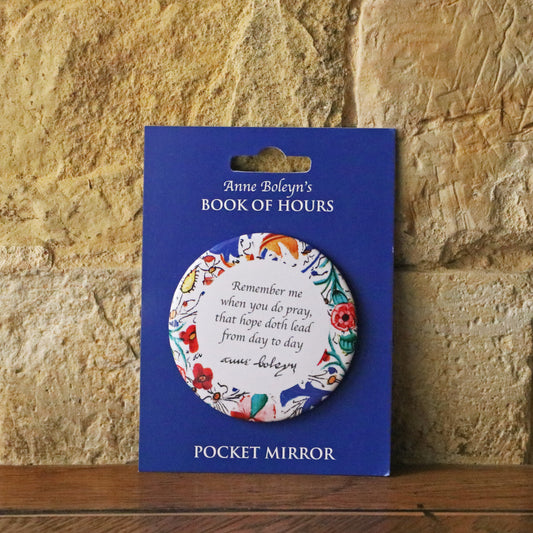 Anne Boleyn's
BOOK OF HOURS
Remember me
when you do pray,
that hope doth lead
from day to day
anne boleyn
POCKET MIRROR